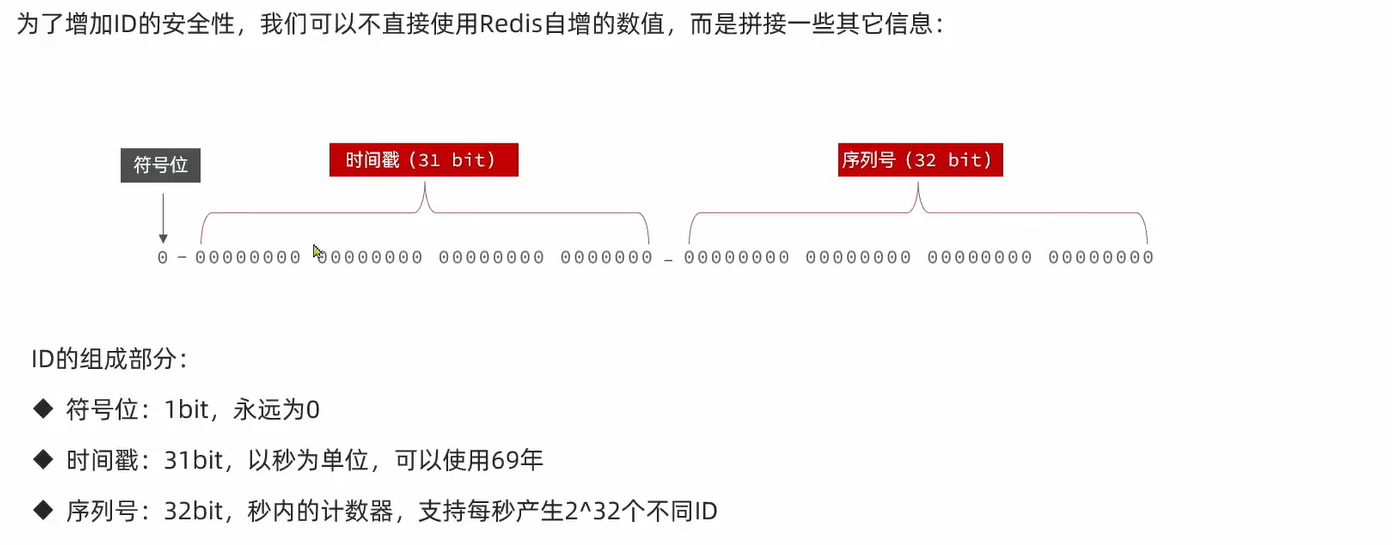 为了增加ID的安全性，我们可以不直接使用Redis自增的数值，而是拼接一些其它信息：
符号位
时间戳（31 bit）
序列号（32 bit）
0 - 00000000 00000000 00000000 0000000 - 00000000 00000000 00000000 00000000
ID的组成部分：
◆ 符号位：1bit，永远为0
◆ 时间戳：31bit，以秒为单位，可以使用69年
◆ 序列号：32bit，秒内的计数器，支持每秒产生2^32个不同ID